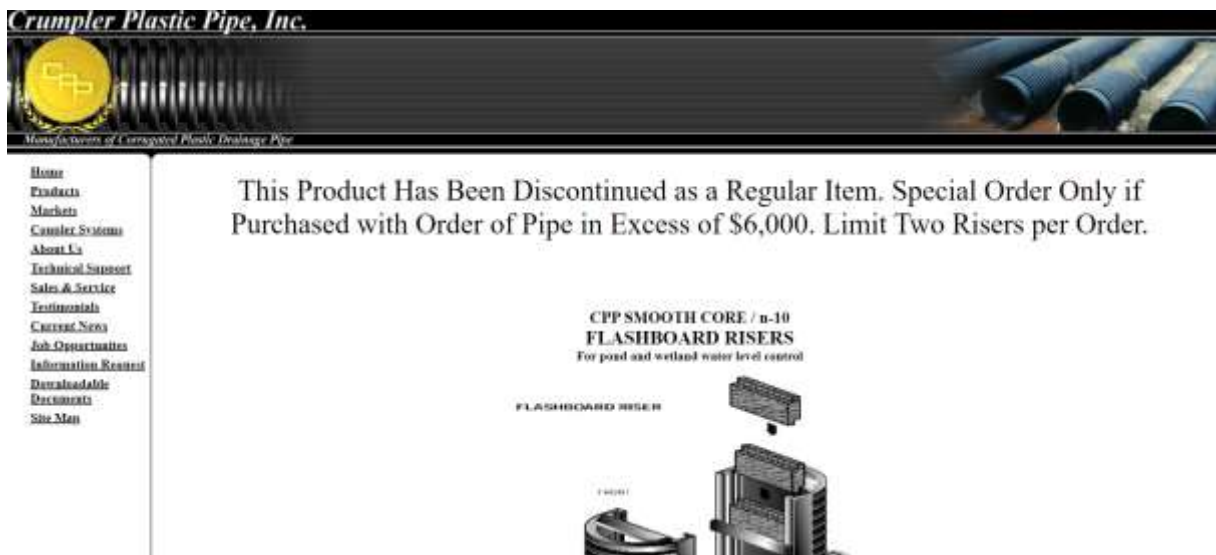 Crumpler Plastic Pipe, Inc.
CPP
Manufacturers of Corrugated Plastic Drainage Pipe
Home
Products
Markets
Coupler Systems
About Us
Technical Support
Sales & Service
Testimonials
Current News
Job Opportunites
Information Request
Downloadable
Documents
Site Map
This Product Has Been Discontinued as a Regular Item. Special Order Only if
Purchased with Order of Pipe in Excess of $6,000. Limit Two Risers per Order.
CPP SMOOTH CORE / n-10
FLASHBOARD RISERS
For pond and wetland water level control
FLASHBOARD RISER